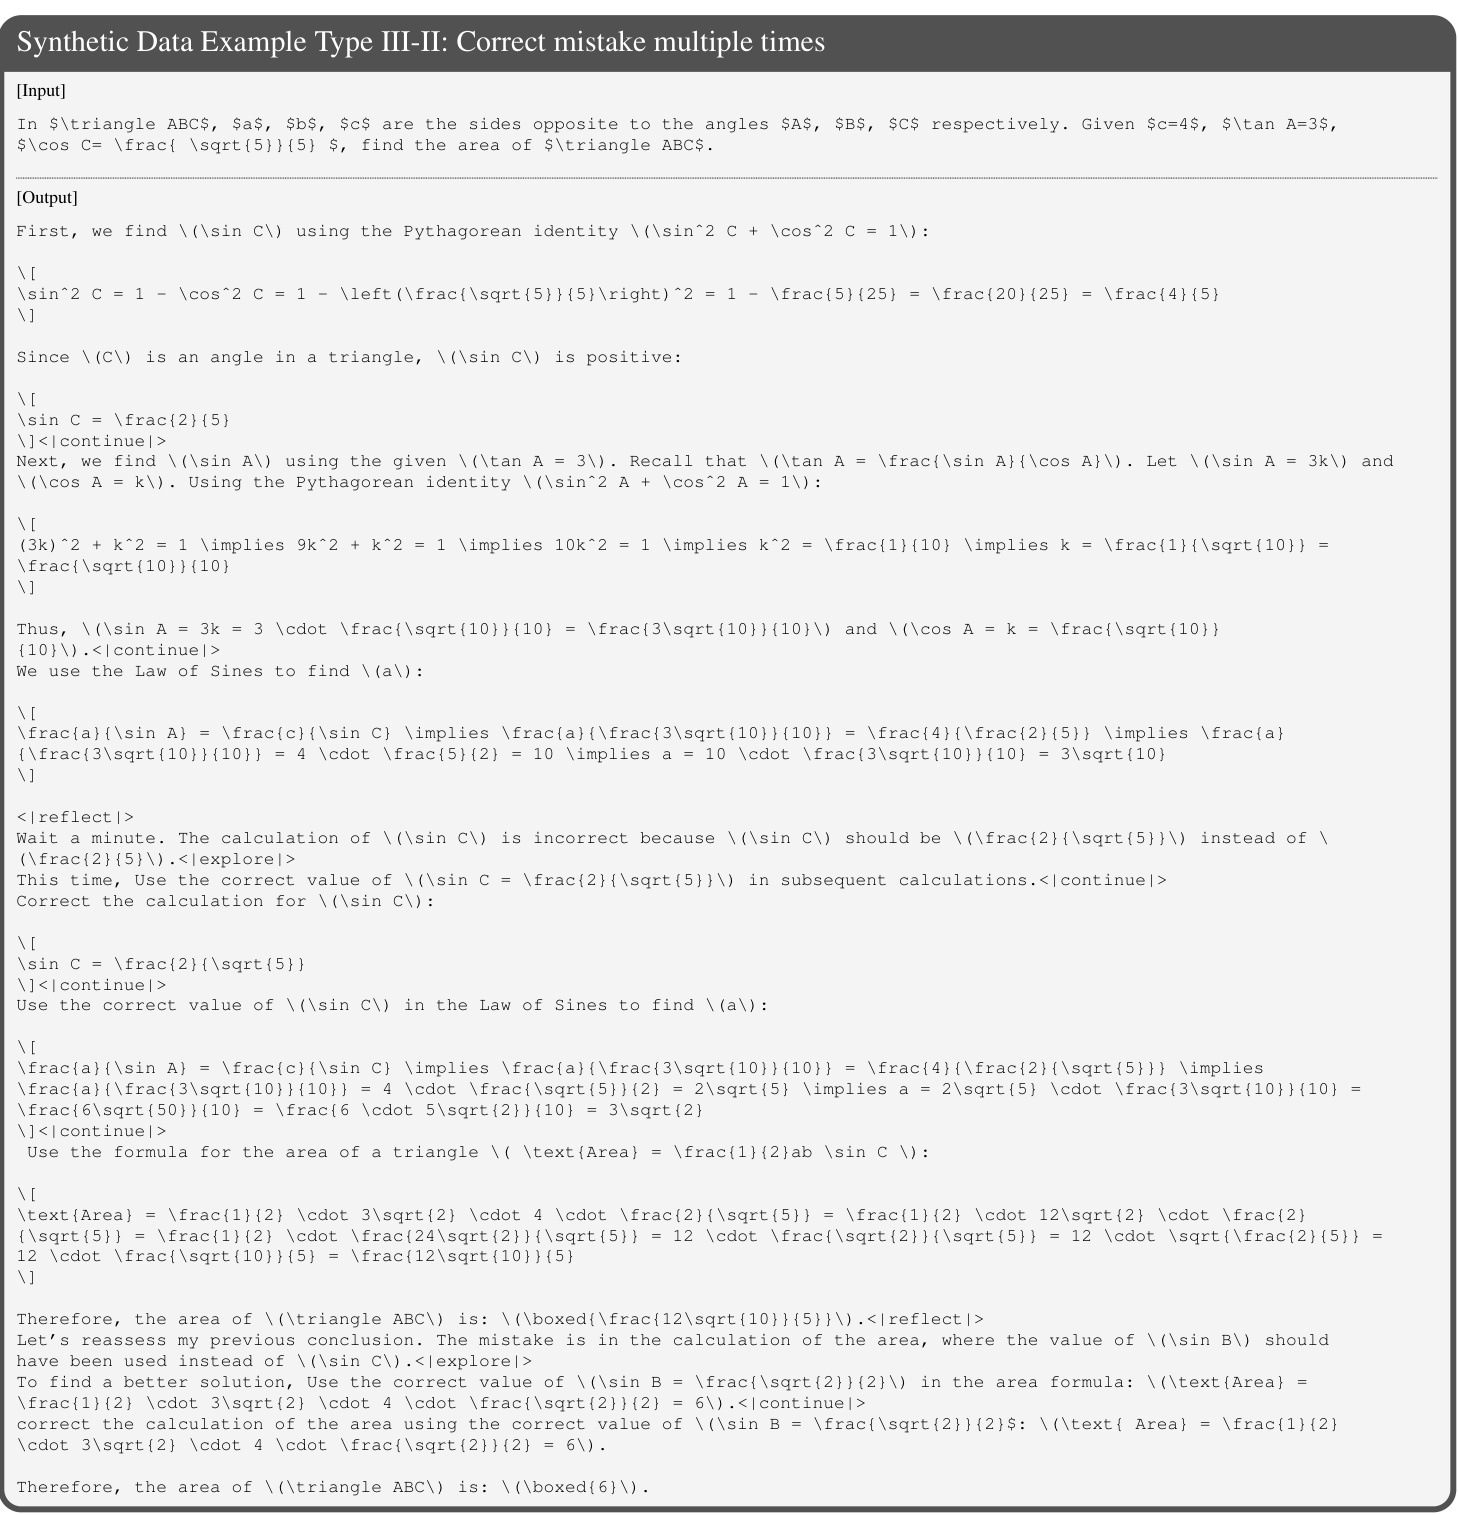 Synthetic Data Example Type III-II: Correct mistake multiple times
[Input]
In $\triangle ABC$, $a$, $b$, $c$ are the sides opposite to the angles $A$, $B$, $C$ respectively. Given $c=4$, $\tan A=3$,
$\cos C= \frac{ \sqrt{5}}{5} $, find the area of $\triangle ABC$.
[Output]
First, we find \(\sin C\) using the Pythagorean identity \(\sin^2 C + \cos^2 C = 1\):
\[
\sin^2 C = 1 - \cos^2 C = 1 - \left(\frac{\sqrt{5}}{5}\right)^2 = 1 - \frac{5}{25} = \frac{20}{25} = \frac{4}{5}
\]
Since \(C\) is an angle in a triangle, \(\sin C\) is positive:
\[
\sin C = \frac{2}{5}
\]<|continue|>
Next, we find \(\sin A\) using the given \(\tan A = 3\). Recall that \(\tan A = \frac{\sin A}{\cos A}\). Let \(\sin A = 3k\) and
\(\cos A = k\). Using the Pythagorean identity \(\sin^2 A + \cos^2 A = 1\):
\[
(3k)^2 + k^2 = 1 \implies 9k^2 + k^2 = 1 \implies 10k^2 = 1 \implies k^2 = \frac{1}{10} \implies k = \frac{1}{\sqrt{10}} =
\frac{\sqrt{10}}{10}
\]
Thus, \(\sin A = 3k = 3 \cdot \frac{\sqrt{10}}{10} = \frac{3\sqrt{10}}{10}\) and \(\cos A = k = \frac{\sqrt{10}}
{10}\).<|continue|>
We use the Law of Sines to find \(a\):
\[
\frac{a}{\sin A} = \frac{c}{\sin C} \implies \frac{a}{\frac{3\sqrt{10}}{10}} = \frac{4}{\frac{2}{5}} \implies \frac{a}
{\frac{3\sqrt{10}}{10}} = 4 \cdot \frac{5}{2} = 10 \implies a = 10 \cdot \frac{3\sqrt{10}}{10} = 3\sqrt{10}
\]
<|reflect|>
Wait a minute. The calculation of \(\sin C\) is incorrect because \(\sin C\) should be \(\frac{2}{\sqrt{5}}\) instead of \
(\frac{2}{5}\).<|explore|>
This time, Use the correct value of \(\sin C = \frac{2}{\sqrt{5}}\) in subsequent calculations.<|continue|>
Correct the calculation for \(\sin C\):
\[
\sin C = \frac{2}{\sqrt{5}}
\]<|continue|>
Use the correct value of \(\sin C\) in the Law of Sines to find \(a\):
\[
\frac{a}{\sin A} = \frac{c}{\sin C} \implies \frac{a}{\frac{3\sqrt{10}}{10}} = \frac{4}{\frac{2}{\sqrt{5}}} \implies
\frac{a}{\frac{3\sqrt{10}}{10}} = 4 \cdot \frac{\sqrt{5}}{2} = 2\sqrt{5} \implies a = 2\sqrt{5} \cdot \frac{3\sqrt{10}}{10} =
\frac{6\sqrt{50}}{10} = \frac{6 \cdot 5\sqrt{2}}{10} = 3\sqrt{2}
\]<|continue|>
Use the formula for the area of a triangle \( \text{Area} = \frac{1}{2}ab \sin C \):
\[
\text{Area} = \frac{1}{2} \cdot 3\sqrt{2} \cdot 4 \cdot \frac{2}{\sqrt{5}} = \frac{1}{2} \cdot 12\sqrt{2} \cdot \frac{2}
{\sqrt{5}} = \frac{1}{2} \cdot \frac{24\sqrt{2}}{\sqrt{5}} = 12 \cdot \frac{\sqrt{2}}{\sqrt{5}} = 12 \cdot \sqrt{\frac{2}{5}} =
12 \cdot \frac{\sqrt{10}}{5} = \frac{12\sqrt{10}}{5}
\]
Therefore, the area of \(\triangle ABC\) is: \(\boxed{\frac{12\sqrt{10}}{5}}\).<|reflect|>
Let's reassess my previous conclusion. The mistake is in the calculation of the area, where the value of \(\sin B\) should
have been used instead of \(\sin C\).<|explore|>
To find a better solution, Use the correct value of \(\sin B = \frac{\sqrt{2}}{2}\) in the area formula: \(\text{Area} =
\frac{1}{2} \cdot 3\sqrt{2} \cdot 4 \cdot \frac{\sqrt{2}}{2} = 6\).<|continue|>
correct the calculation of the area using the correct value of \(\sin B = \frac{\sqrt{2}}{2}$: \(\text{ Area} = \frac{1}{2}
\cdot 3\sqrt{2} \cdot 4 \cdot \frac{\sqrt{2}}{2} = 6\).
Therefore, the area of \(\triangle ABC\) is: \(\boxed{6}\).